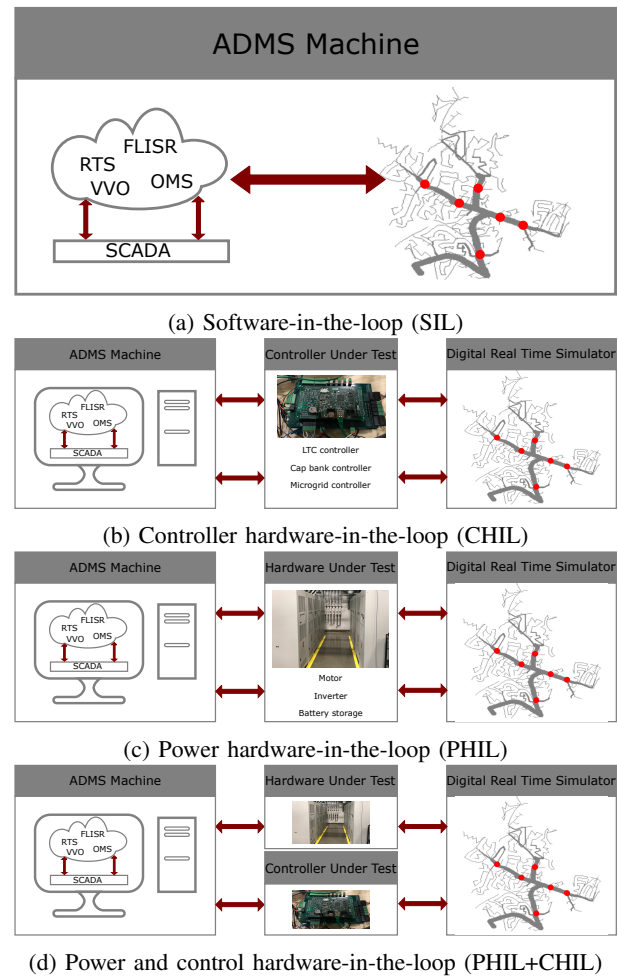 ADMS Machine
FLISR
RTS
OMS
VVO
SCADA
(a) Software-in-the-loop (SIL)
ADMS Machine
Controller Under Test
Digital Real Time Simulator
FLISR
RTS
OMS
VVO
SCADA
LTC controller
Cap bank controller
Microgrid controller
(b) Controller hardware-in-the-loop (CHIL)
ADMS Machine
Hardware Under Test
Digital Real Time Simulator
FLISR
RTS
OMS
VVO
SCADA
Motor
Inverter
Battery storage
(c) Power hardware-in-the-loop (PHIL)
ADMS Machine
Hardware Under Test
Digital Real Time Simulator
FLISR
RTS
OMS
VVO
SCADA
Controller Under Test
(d) Power and control hardware-in-the-loop (PHIL+CHIL)